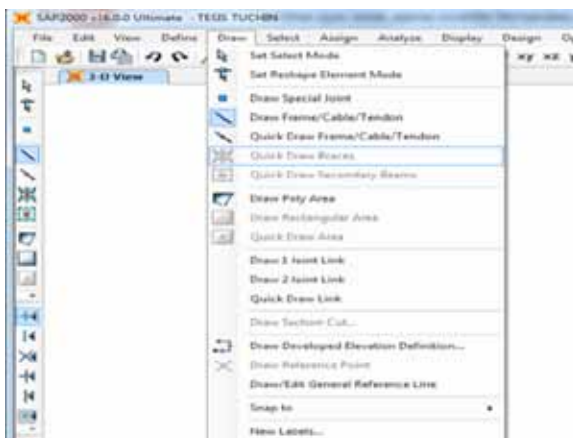 SAP2000 v16.0.0 Ultimate - TEUS TUCHIN
File Edit View Define Draw Select Assign Analyze Display Design
xy xz
3-D View
Set Select Mode
Set Reshape Element Mode
Draw Special Joint
Draw Frame/Cable/Tendon
Quick Draw Frame/Cable/Tendon
Quick Draw Braces
Quick Draw Secondary Beams
Draw Poly Area
Draw Rectangular Area
Quick Draw Area
Draw 1 Joint Link
Draw 2 Joint Link
Quick Draw Link
Draw Section Cut...
Draw Developed Elevation Definition...
Draw Reference Point
Draw/Edit General Reference Line
Snap to
New Labels...